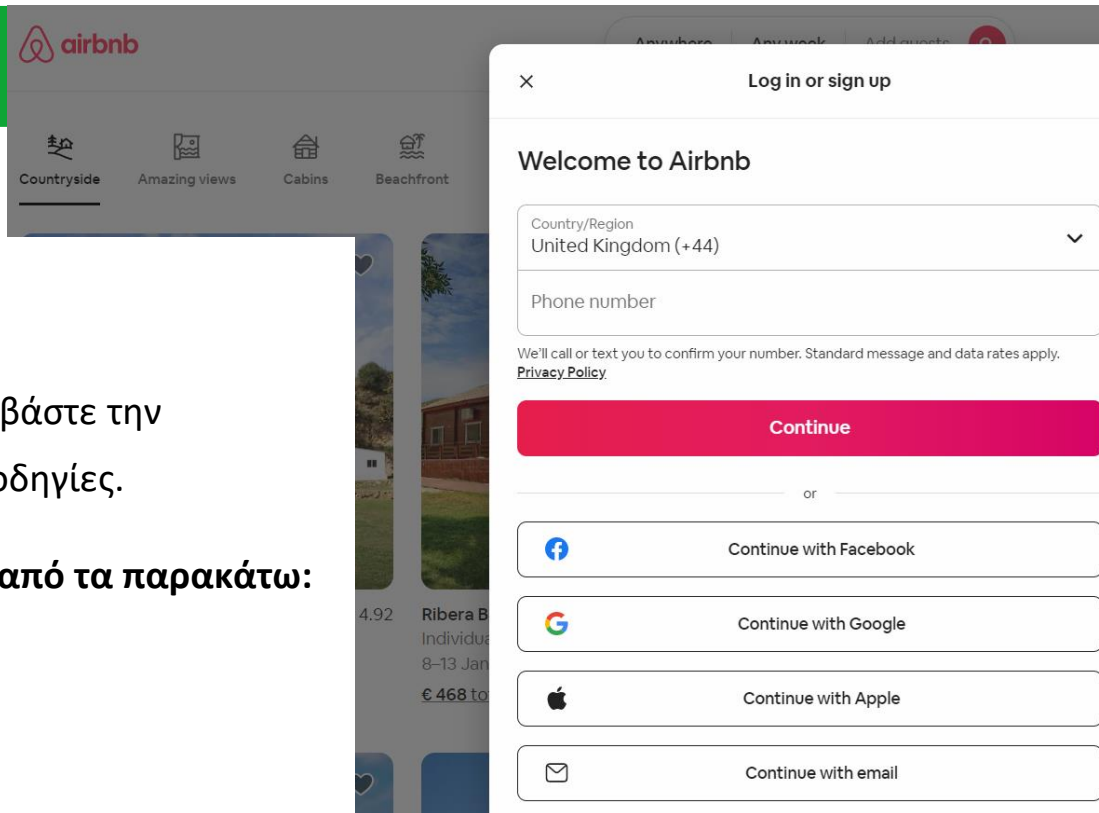 airbnb
Anywhere Any week Add guests
Log in or sign up
Countryside Amazing views Cabins Beachfront
Welcome to Airbnb
Country/Region
United Kingdom (+44)
Phone number
We'll call or text you to confirm your number. Standard message and data rates apply.
Privacy Policy
Continue
or
Continue with Facebook
Continue with Google
Continue with Apple
Continue with email
βάστε την
οδηγίες.
από τα παρακάτω:
4.92 Ribera B
Individua
8–13 Jan
€ 468 to